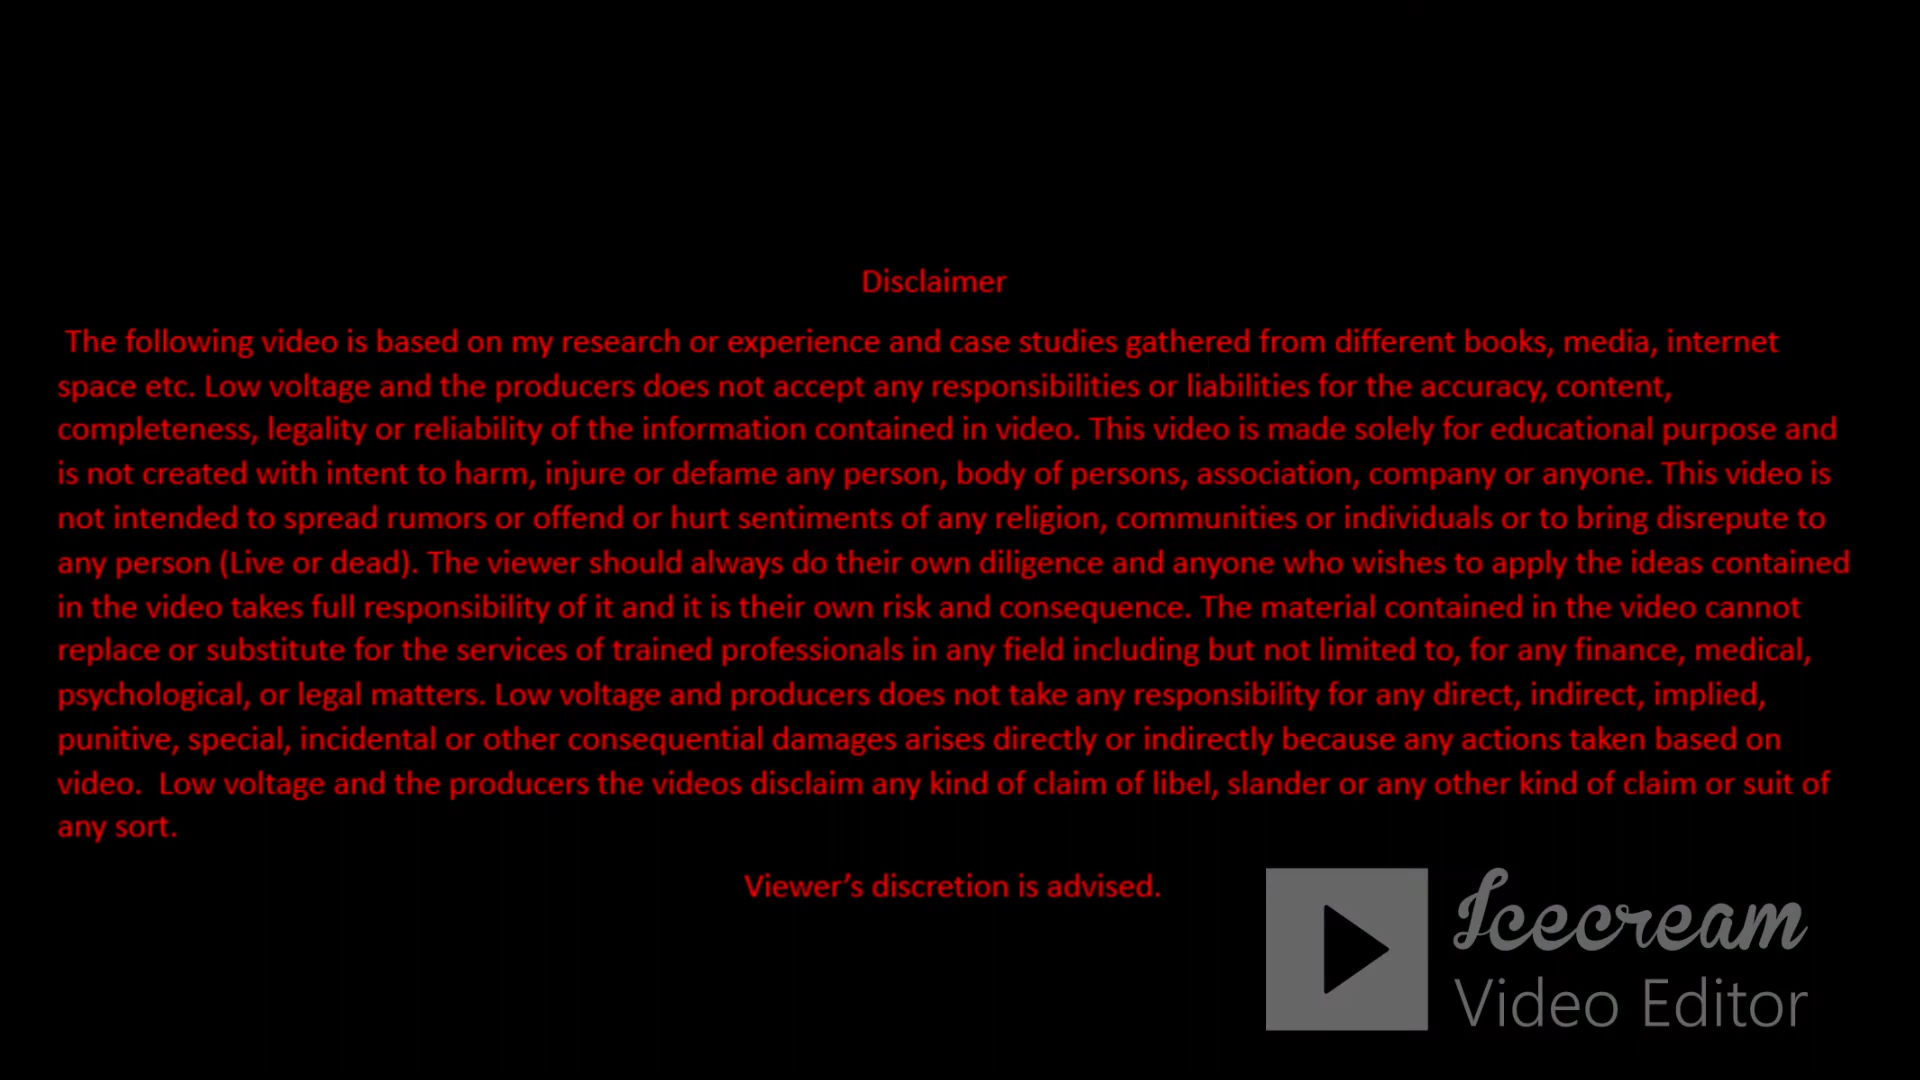 Disclaimer
The following video is based on my research or experience and case studies gathered from different books, media, internet
space etc. Low voltage and the producers does not accept any responsibilities or liabilities for the accuracy, content,
completeness, legality or reliability of the information contained in video. This video is made solely for educational purpose and
is not created with intent to harm, injure or defame any person, body of persons, association, company or anyone. This video is
not intended to spread rumors or offend or hurt sentiments of any religion, communities or individuals or to bring disrepute to
any person (Live or dead). The viewer should always do their own diligence and anyone who wishes to apply the ideas contained
in the video takes full responsibility of it and it is their own risk and consequence. The material contained in the video cannot
replace or substitute for the services of trained professionals in any field including but not limited to, for any finance, medical,
psychological, or legal matters. Low voltage and producers does not take any responsibility for any direct, indirect, implied,
punitive, special, incidental or other consequential damages arises directly or indirectly because any actions taken based on
video.  Low voltage and the producers the videos disclaim any kind of claim of libel, slander or any other kind of claim or suit of
any sort.
Viewer’s discretion is advised.
Icecream
Video Editor